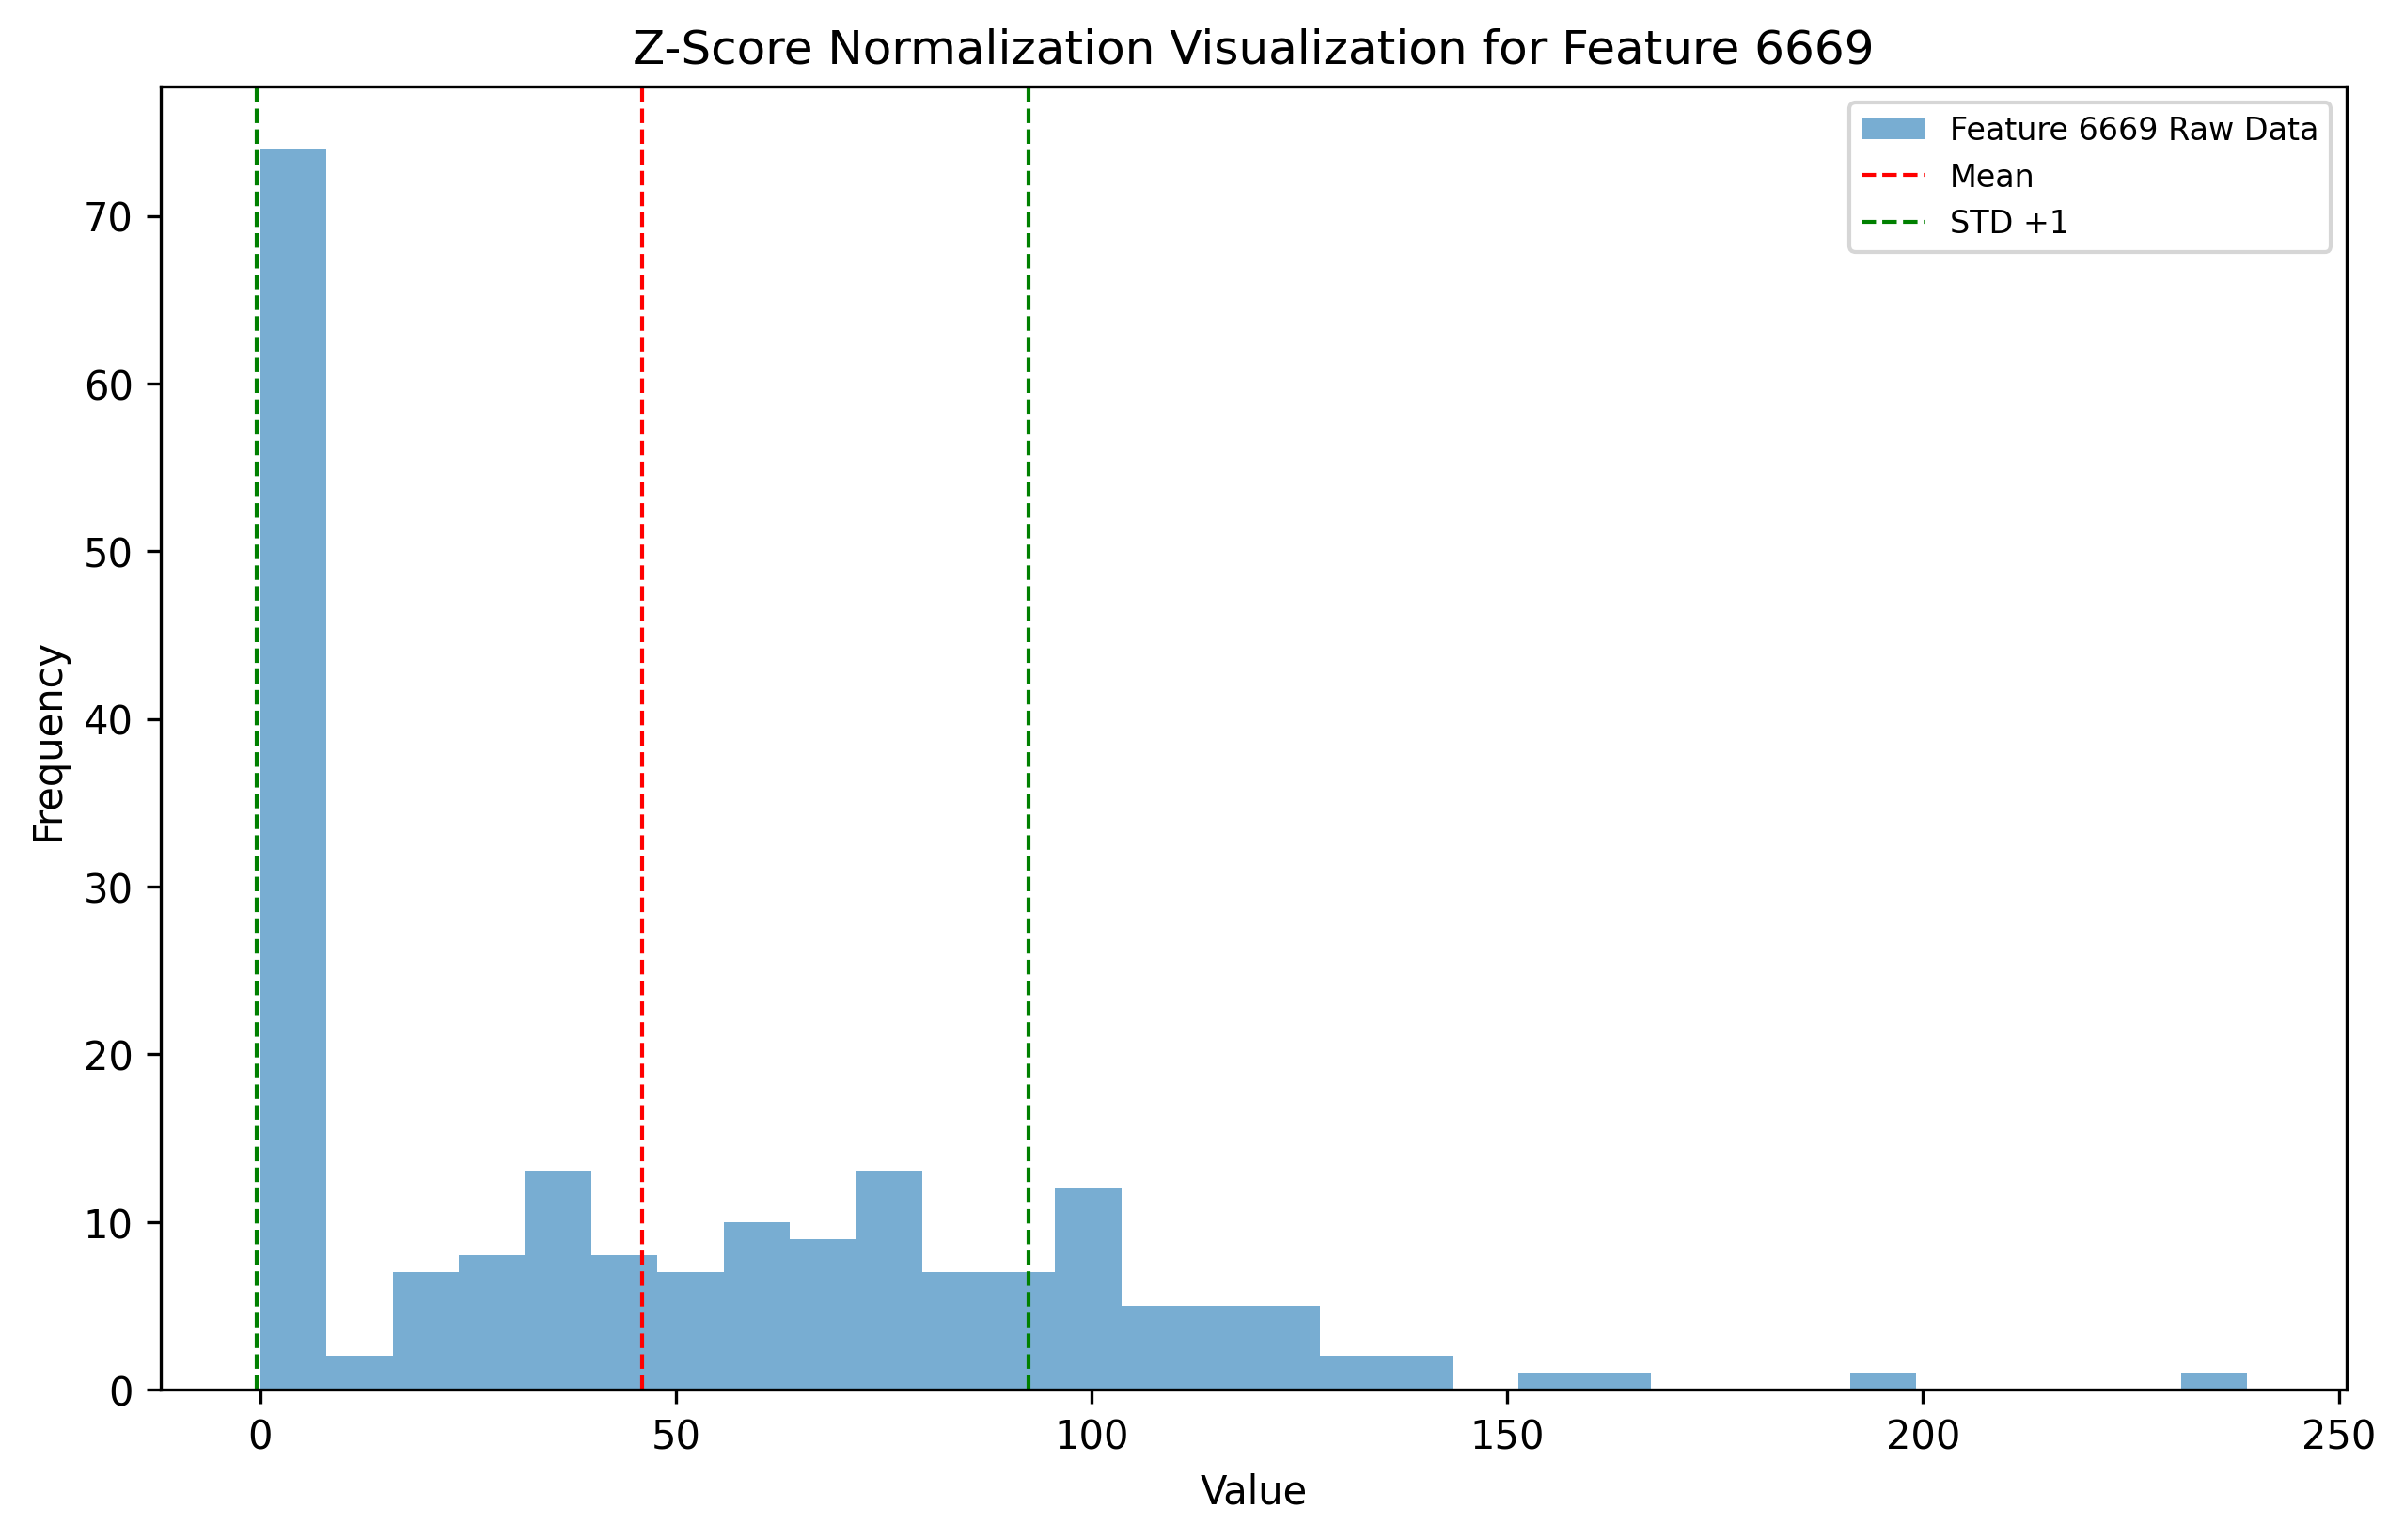 Z-Score Normalization Visualization for Feature 6669
Feature 6669 Raw Data
Mean
STD +1
70
60
50
40
30
20
10
0
Frequency
0 50 100 150 200 250
Value